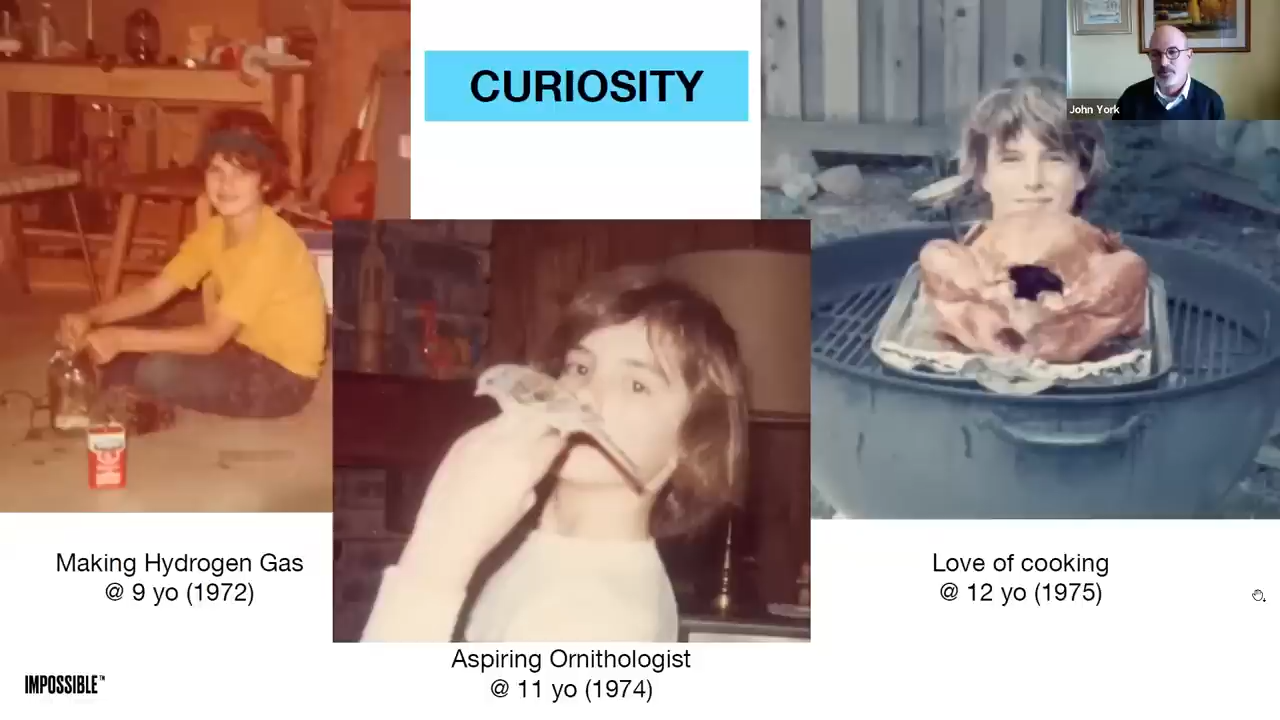 CURIOSITY
John York
Making Hydrogen Gas
@ 9 yo (1972)
Aspiring Ornithologist
@ 11 yo (1974)
Love of cooking
@ 12 yo (1975)
IMPOSSIBLE™